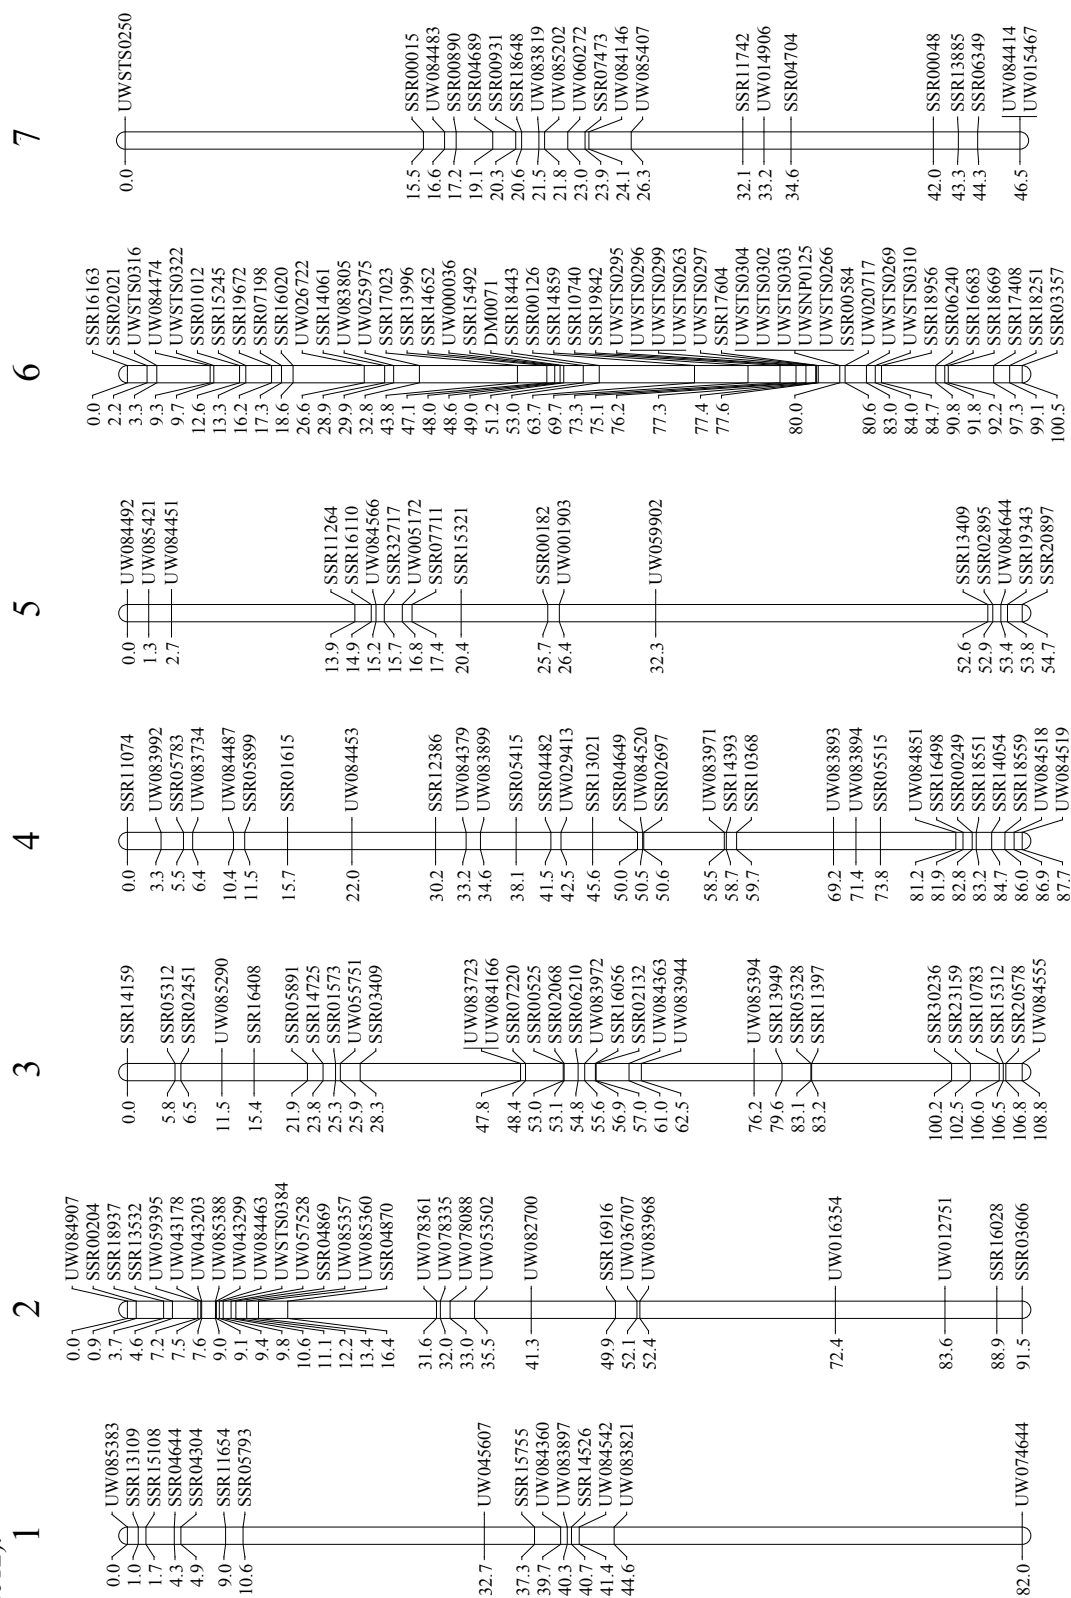 1
0.0 UW085383
1.0 SSR13109
1.7 SSR15108
4.3 SSR04644
4.9 SSR04304
9.0 SSR11654
10.6 SSR05793
32.7 UW045607
37.3 SSR15755
39.7 UW084360
40.3 UW083897
40.7 SSR14526
41.4 UW084542
44.6 UW083821
82.0 UW074644
2
0.0 UW084907
0.9 SSR00204
3.7 SSR18937
4.6 SSR13532
7.2 UW059395
7.5 UW043178
7.6 UW043203
9.0 UW085388
9.1 UW043299
9.4 UW084463
9.8 UWSTS0384
10.6 UW057528
11.1 SSR04869
12.2 UW085357
13.4 UW085360
16.4 SSR04870
31.6 UW078361
32.0 UW078335
33.0 UW078088
35.5 UW053502
41.3 UW082700
49.9 SSR16916
52.1 UW036707
52.4 UW083968
72.4 UW016354
83.6 UW012751
88.9 SSR16028
91.5 SSR03606
3
0.0 SSR14159
5.8 SSR05312
6.5 SSR02451
11.5 UW085290
15.4 SSR16408
21.9 SSR05891
23.8 SSR14725
25.3 SSR01573
25.9 UW055751
28.3 SSR03409
47.8 UW083723
UW084166
48.4 SSR07220
53.0 SSR00525
53.1 SSR02068
54.8 SSR06210
55.6 UW083972
56.9 SSR16056
57.0 SSR02132
61.0 UW084363
62.5 UW083944
76.2 UW085394
79.6 SSR13949
83.1 SSR05328
83.2 SSR11397
100.2 SSR30236
102.5 SSR23159
106.0 SSR10783
106.5 SSR15312
106.8 SSR20578
108.8 UW084555
4
0.0 SSR11074
3.3 UW083992
5.5 SSR05783
6.4 UW083734
10.4 UW084487
11.5 SSR05899
15.7 SSR01615
22.0 UW084453
30.2 SSR12386
33.2 UW084379
34.6 UW083899
38.1 SSR05415
41.5 SSR04482
42.5 UW029413
45.6 SSR13021
50.0 SSR04649
50.5 UW084520
50.6 SSR02697
58.5 UW083971
58.7 SSR14393
59.7 SSR10368
69.2 UW083893
71.4 UW083894
73.8 SSR05515
81.2 UW084851
81.9 SSR16498
82.8 SSR00249
83.2 SSR18551
84.7 SSR14054
86.0 SSR18559
86.9 UW084518
87.7 UW084519
5
0.0 UW084492
1.3 UW085421
2.7 UW084451
13.9 SSR11264
14.9 SSR16110
15.2 UW084566
15.7 SSR32717
16.8 UW005172
17.4 SSR07711
20.4 SSR15321
25.7 SSR00182
26.4 UW001903
32.3 UW059902
52.6 SSR13409
52.9 SSR02895
53.4 UW084644
53.8 SSR19343
54.7 SSR20897
6
0.0 SSR16163
2.2 SSR02021
3.3 UWSTS0316
9.3 UW084474
9.7 UWSTS0322
12.6 SSR01012
13.3 SSR15245
16.2 SSR19672
17.3 SSR07198
18.6 SSR16020
26.6 UW026722
28.9 SSR14061
29.9 UW083805
32.8 UW025975
43.8 SSR17023
47.1 SSR13996
48.0 SSR14652
48.6 UW000036
49.0 SSR15492
51.2 DM0071
53.0 SSR18443
63.7 SSR00126
69.7 SSR14859
73.3 SSR10740
75.1 SSR19842
76.2 UWSTS0295
UWSTS0296
77.3 UWSTS0299
UWSTS0263
77.4 UWSTS0297
77.6 SSR17604
UWSTS0304
UWSTS0302
80.0 UWSTS0303
UWSNP0125
UWSTS0266
SSR00584
80.6 UW020717
83.0 UWSTS0269
84.0 UWSTS0310
84.7 SSR18956
90.8 SSR06240
91.8 SSR16683
92.2 SSR18669
97.3 SSR17408
99.1 SSR18251
100.5 SSR03357
7
0.0 UWSTS0250
15.5 SSR00015
16.6 UW084483
17.2 SSR00890
19.1 SSR04689
20.3 SSR00931
20.6 SSR18648
21.5 UW083819
21.8 UW085202
23.0 UW060272
23.9 SSR07473
24.1 UW084146
26.3 UW085407
32.1 SSR11742
33.2 UW014906
34.6 SSR04704
42.0 SSR00048
43.3 SSR13885
44.3 SSR06349
UW084414
46.5 UW015467